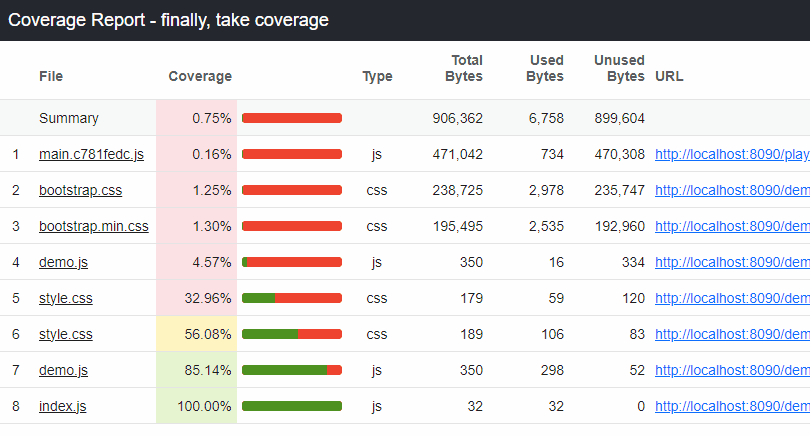 Coverage Report - finally, take coverage
File Coverage Type Total Bytes Used Bytes Unused Bytes URL
Summary 0.75% 906,362 6,758 899,604
1 main.c781fedc.js 0.16% js 471,042 734 470,308 http://localhost:8090/play
2 bootstrap.css 1.25% css 238,725 2,978 235,747 http://localhost:8090/dem
3 bootstrap.min.css 1.30% css 195,495 2,535 192,960 http://localhost:8090/dem
4 demo.js 4.57% js 350 16 334 http://localhost:8090/dem
5 style.css 32.96% css 179 59 120 http://localhost:8090/dem
6 style.css 56.08% css 189 106 83 http://localhost:8090/dem
7 demo.js 85.14% js 350 298 52 http://localhost:8090/dem
8 index.js 100.00% js 32 32 0 http://localhost:8090/dem